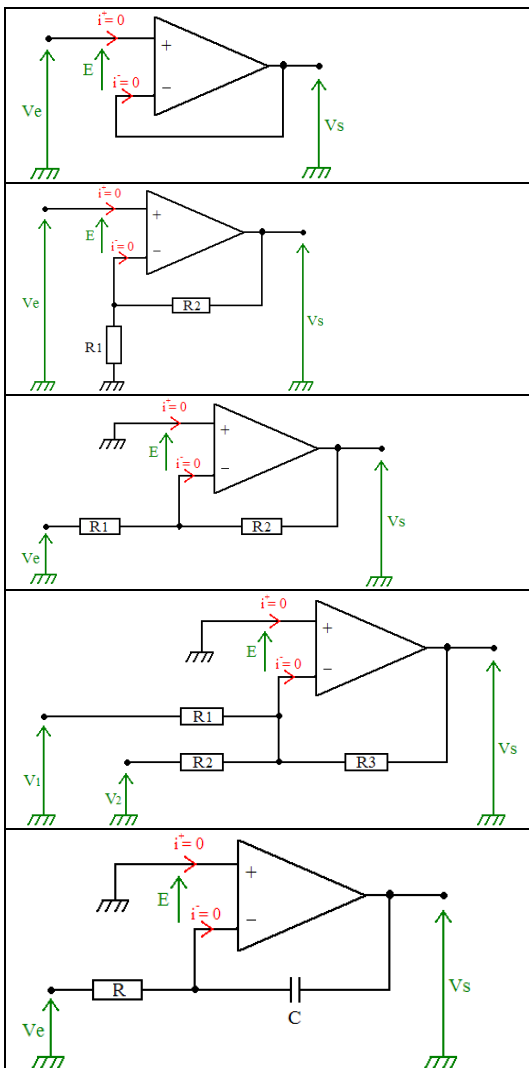 i⁺= 0
+
E
i⁻= 0
−
Ve
Vs
i⁺= 0
+
E
i⁻= 0
−
R2
Ve
Vs
R1
i⁺= 0
+
E
i⁻= 0
−
R1
R2
Ve
Vs
i⁺= 0
+
E
i⁻= 0
−
R1
Vs
R2
R3
V₁
V₂
i⁺= 0
+
E
i⁻= 0
−
R
Vs
C
Ve